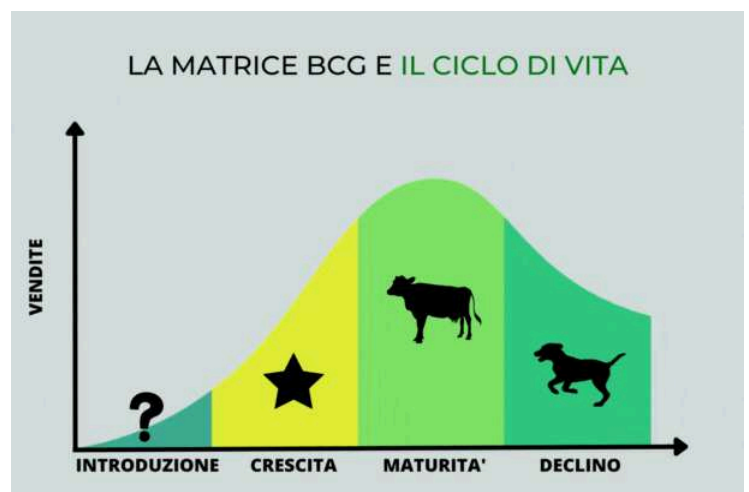 LA MATRICE BCG E IL CICLO DI VITA
VENDITE
?
INTRODUZIONE
CRESCITA
MATURITA'
DECLINO